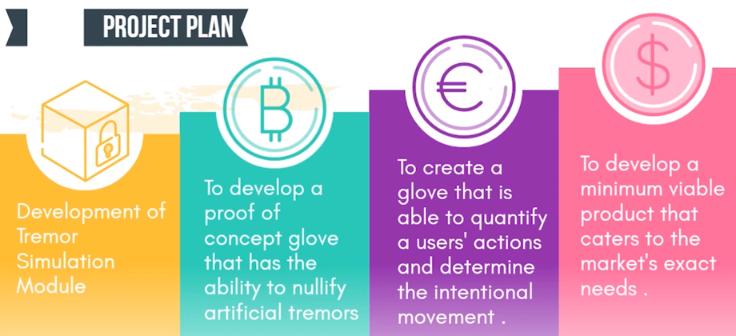 PROJECT PLAN
Development of
Tremor
Simulation
Module
To develop a
proof of
concept glove
that has the
ability to nullify
artificial tremors
To create a
glove that is
able to quantify
a users' actions
and determine
the intentional
movement .
To develop a
minimum viable
product that
caters to the
market's exact
needs .